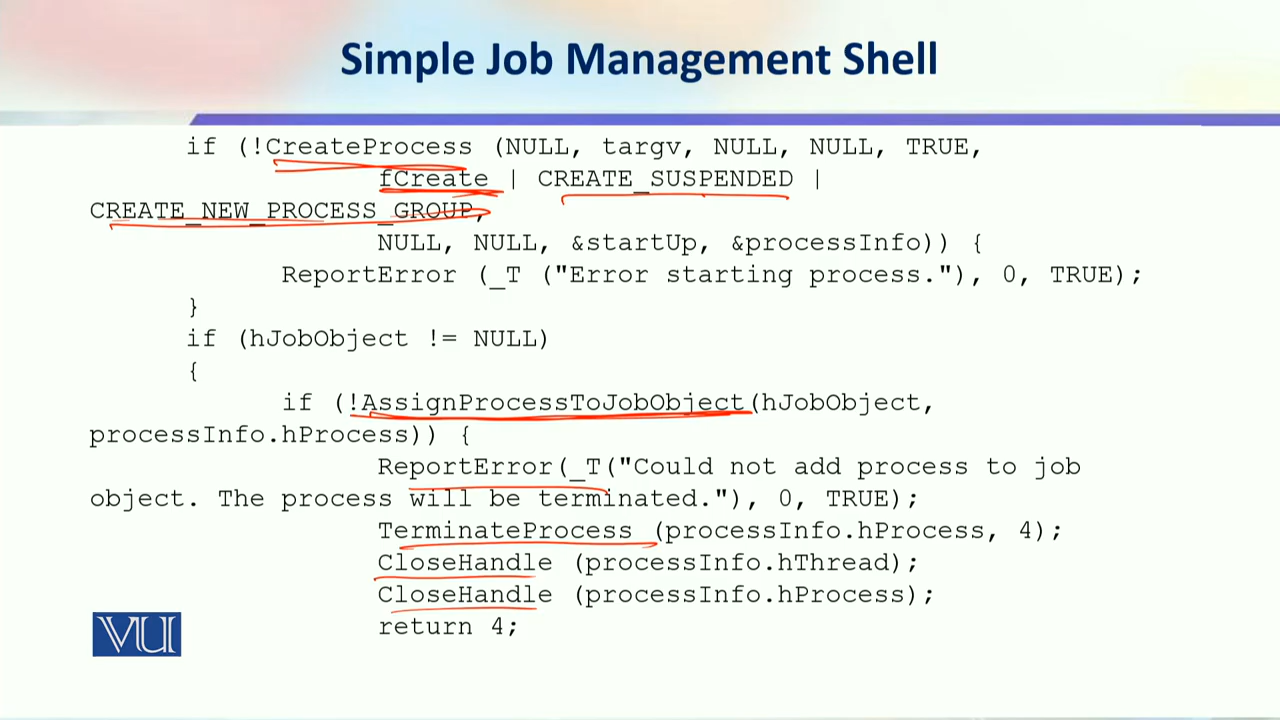 Simple Job Management Shell
if (!CreateProcess (NULL, targv, NULL, NULL, TRUE,
fCreate | CREATE_SUSPENDED |
CREATE_NEW_PROCESS_GROUP,
NULL, NULL, &startUp, &processInfo)) {
ReportError (_T ("Error starting process."), 0, TRUE);
}
if (hJobObject != NULL)
{
if (!AssignProcessToJobObject(hJobObject,
processInfo.hProcess)) {
ReportError(_T("Could not add process to job
object. The process will be terminated."), 0, TRUE);
TerminateProcess (processInfo.hProcess, 4);
CloseHandle (processInfo.hThread);
CloseHandle (processInfo.hProcess);
return 4;
VU